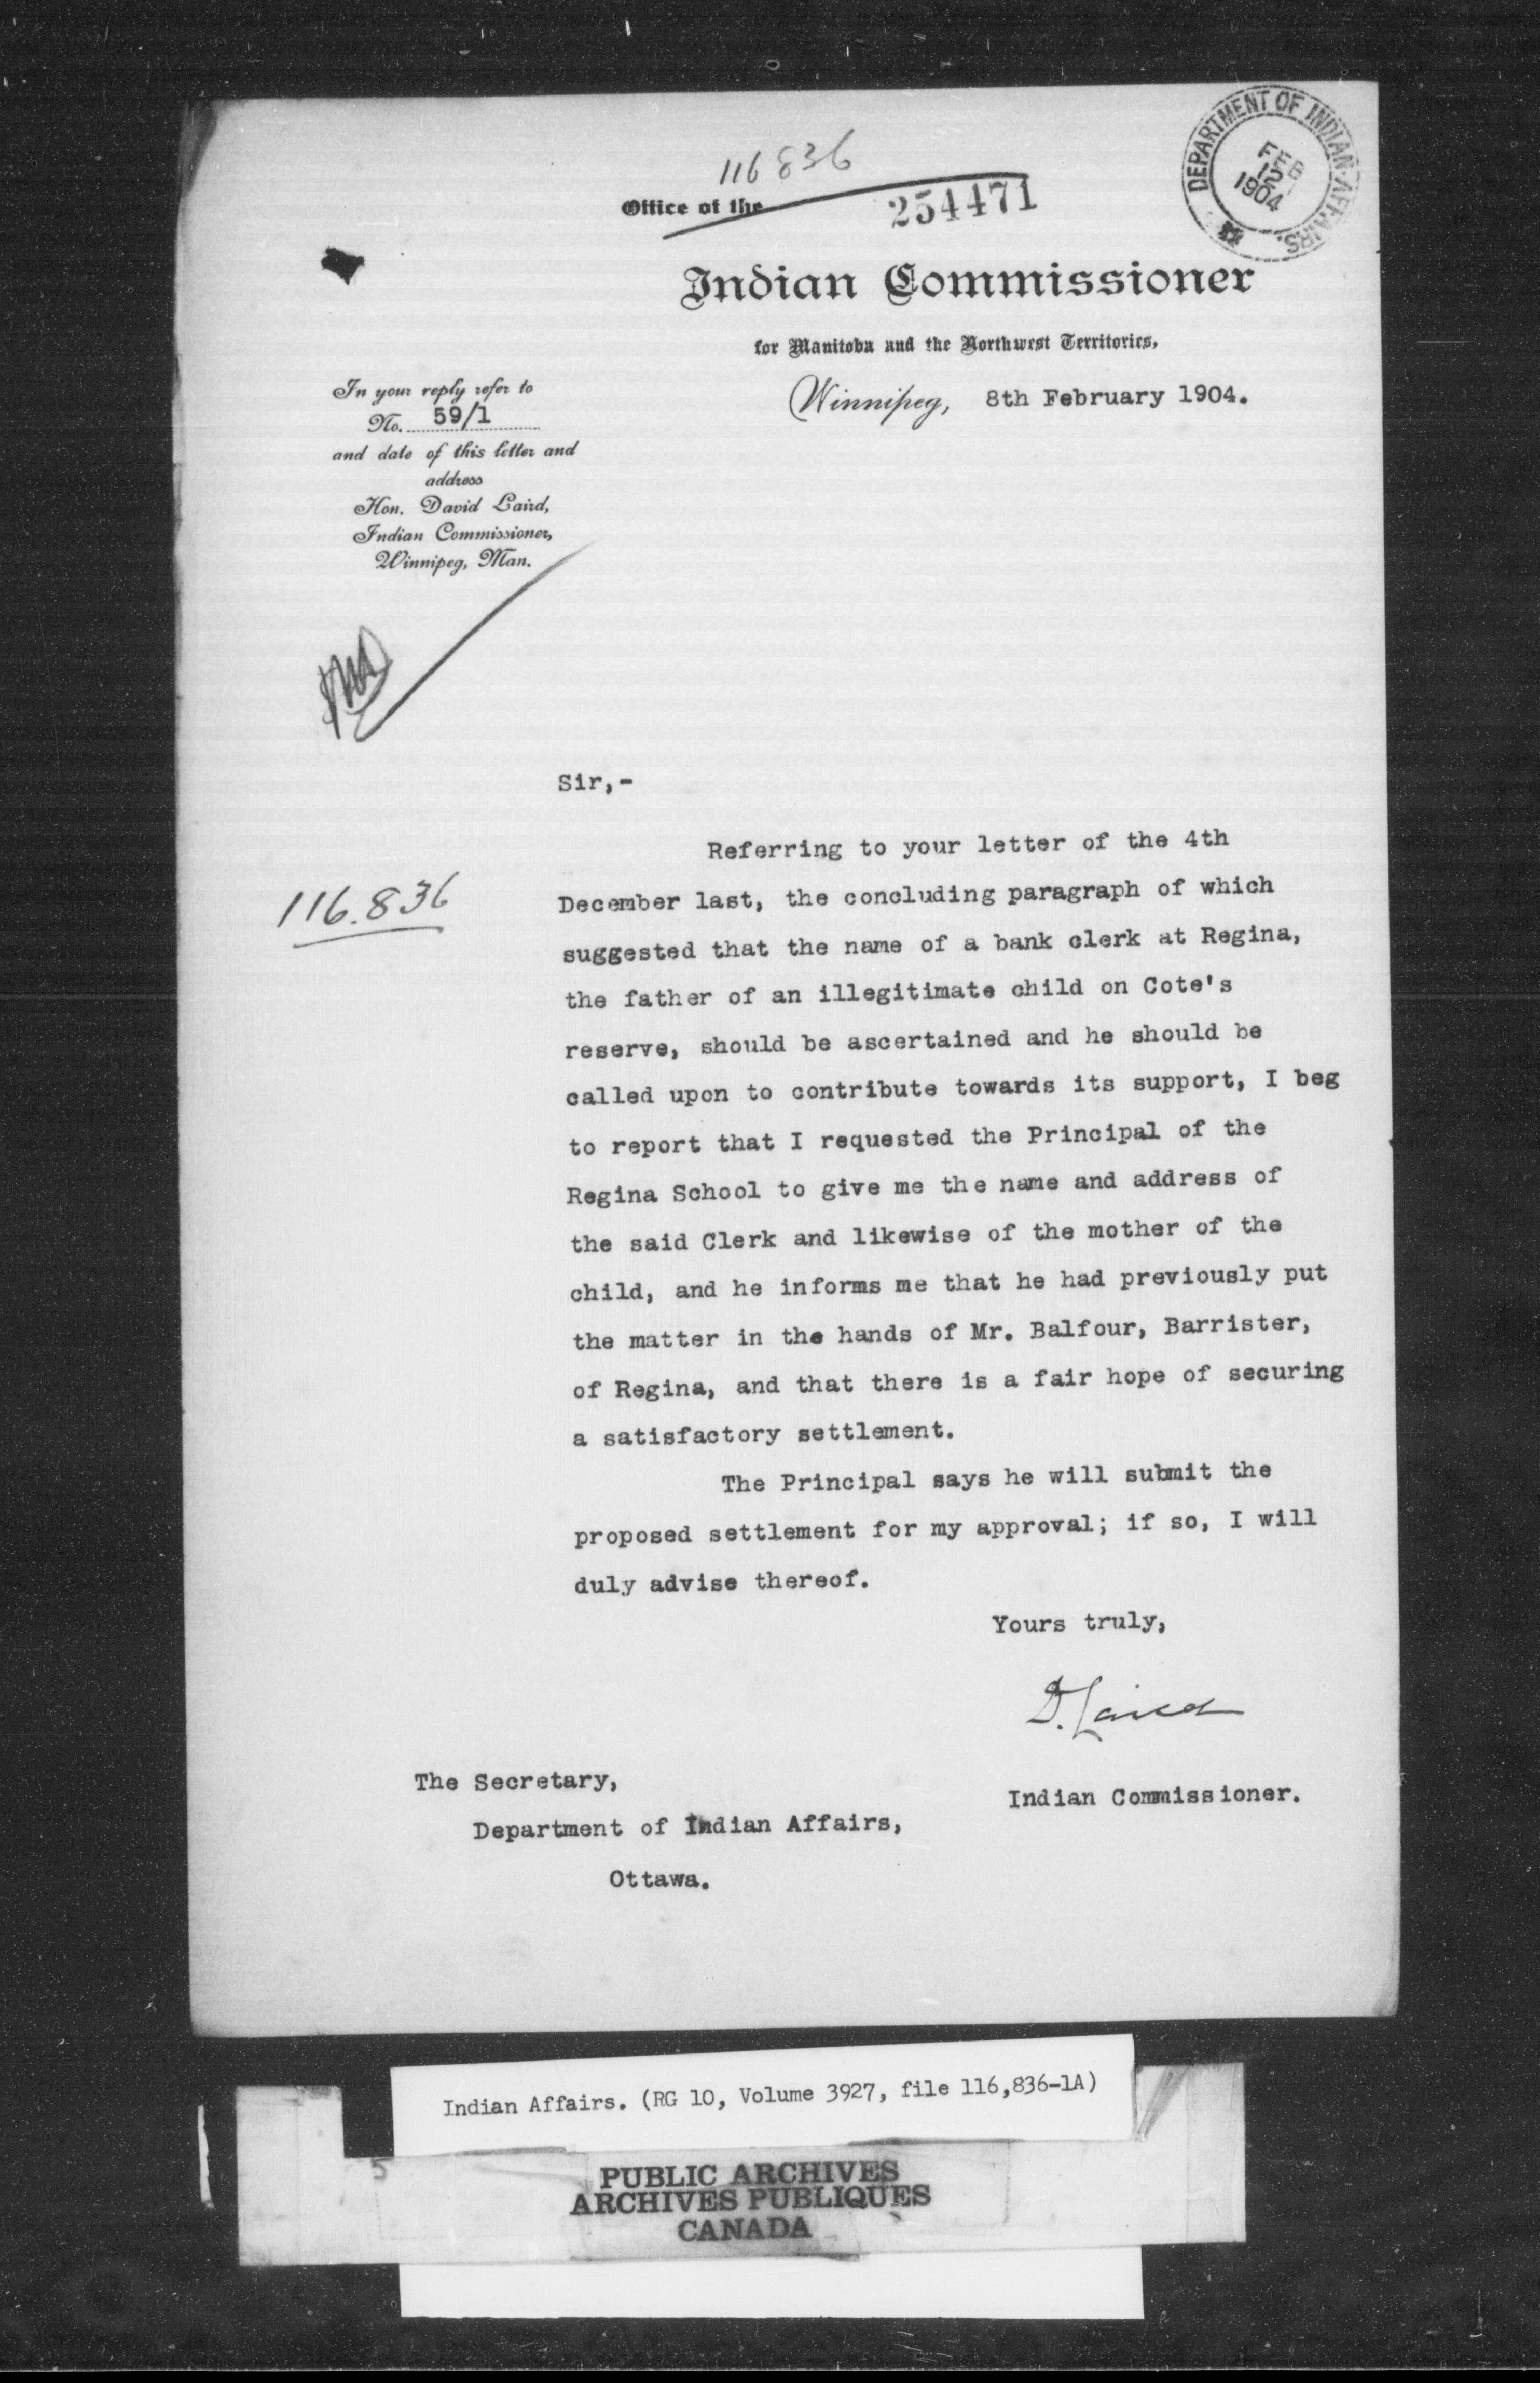 116 836
Office of the
254471
DEPARTMENT OF INDIAN AFFAIRS.
FEB
12
1904
Indian Commissioner
for Manitoba and the Northwest Territories,
Winnipeg, 8th February 1904.
In your reply refer to
No. 59/1
and date of this letter and
address
Hon. David Laird,
Indian Commissioner,
Winnipeg, Man.
Sir,-
116.836
Referring to your letter of the 4th
December last, the concluding paragraph of which
suggested that the name of a bank clerk at Regina,
the father of an illegitimate child on Cote's
reserve, should be ascertained and he should be
called upon to contribute towards its support, I beg
to report that I requested the Principal of the
Regina School to give me the name and address of
the said Clerk and likewise of the mother of the
child, and he informs me that he had previously put
the matter in the hands of Mr. Balfour, Barrister,
of Regina, and that there is a fair hope of securing
a satisfactory settlement.
The Principal says he will submit the
proposed settlement for my approval; if so, I will
duly advise thereof.
Yours truly,
D. Laird
Indian Commissioner.
The Secretary,
Department of Indian Affairs,
Ottawa.
Indian Affairs. (RG 10, Volume 3927, file 116,836-1A)
5
PUBLIC ARCHIVES
ARCHIVES PUBLIQUES
CANADA